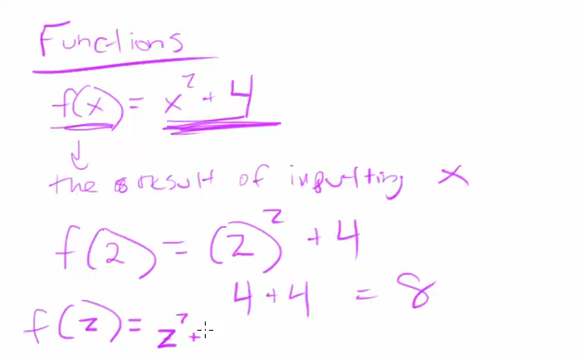 Functions
f(x) = x² + 4
↓
the result of inputting x
f(2) = (2)² + 4
4 + 4 = 8
f(z) = z² +